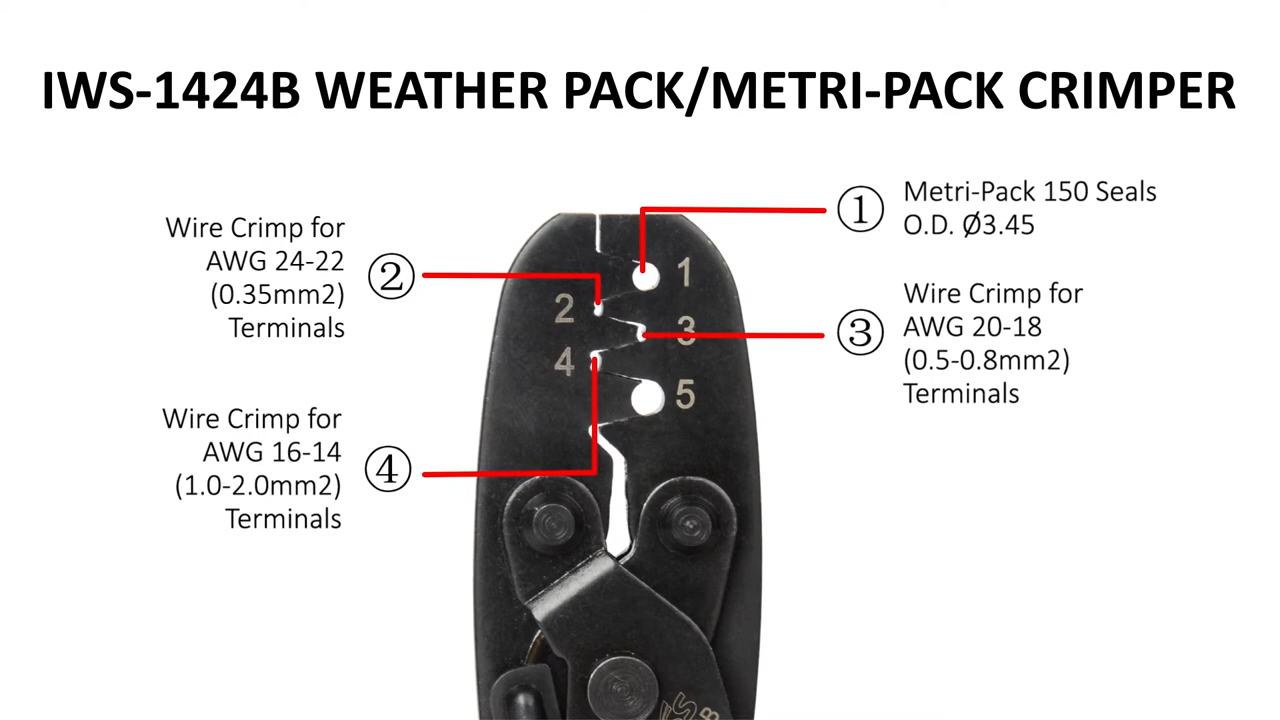 IWS-1424B WEATHER PACK/METRI-PACK CRIMPER
① Metri-Pack 150 Seals
O.D. Ø3.45
Wire Crimp for
AWG 24-22
(0.35mm2)
Terminals
②
③
Wire Crimp for
AWG 20-18
(0.5-0.8mm2)
Terminals
Wire Crimp for
AWG 16-14
(1.0-2.0mm2)
Terminals
④
1
2
3
4
5